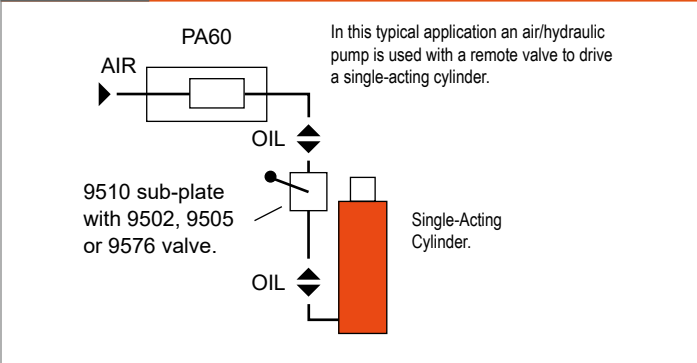 PA60
In this typical application an air/hydraulic
pump is used with a remote valve to drive
a single-acting cylinder.
AIR
OIL
9510 sub-plate
with 9502, 9505
or 9576 valve.
Single-Acting
Cylinder.
OIL